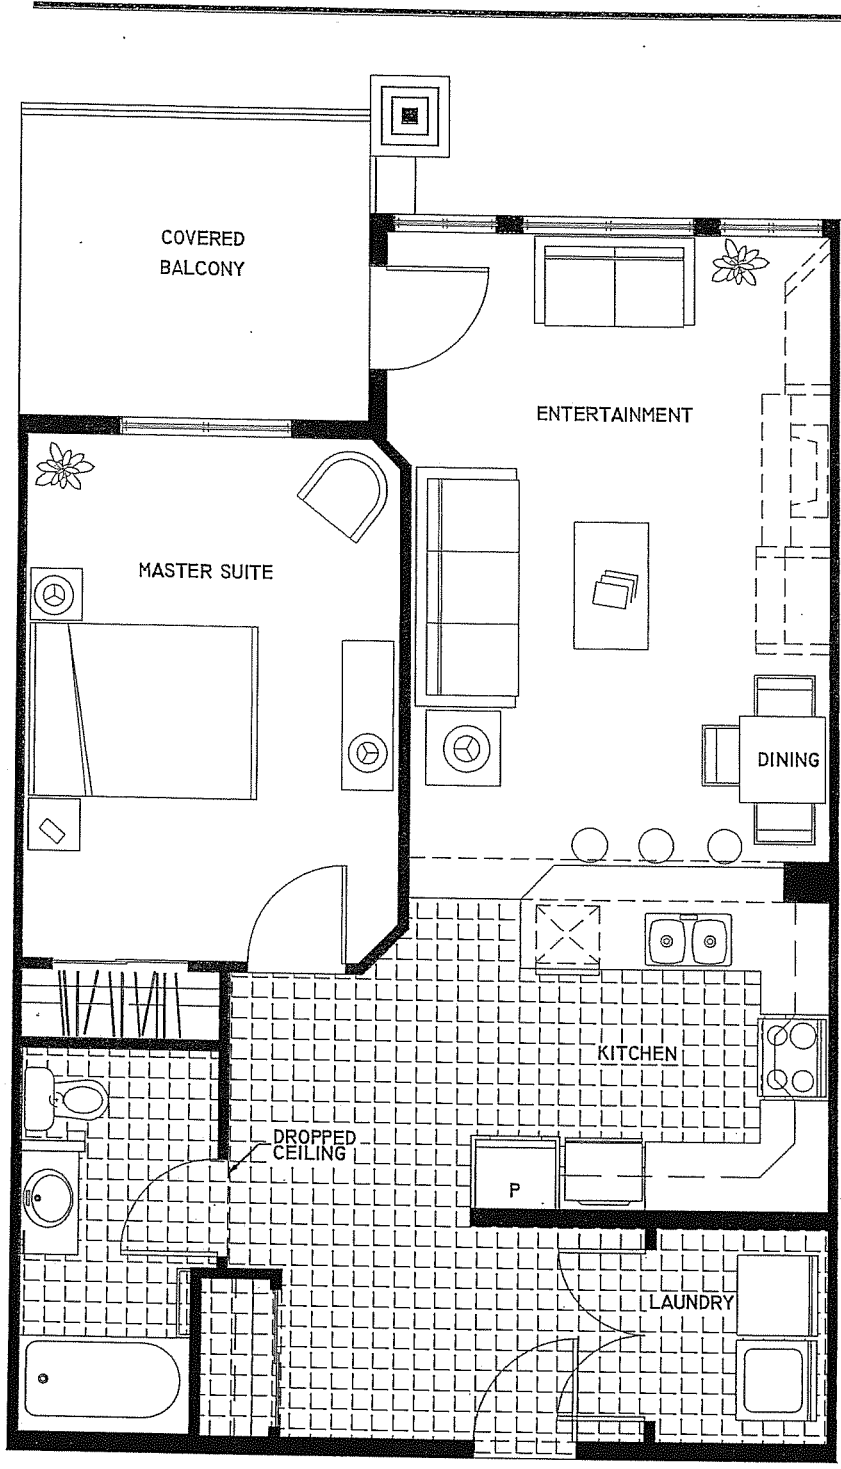 COVERED
BALCONY
ENTERTAINMENT
MASTER SUITE
DINING
KITCHEN
DROPPED
CEILING
P
LAUNDRY